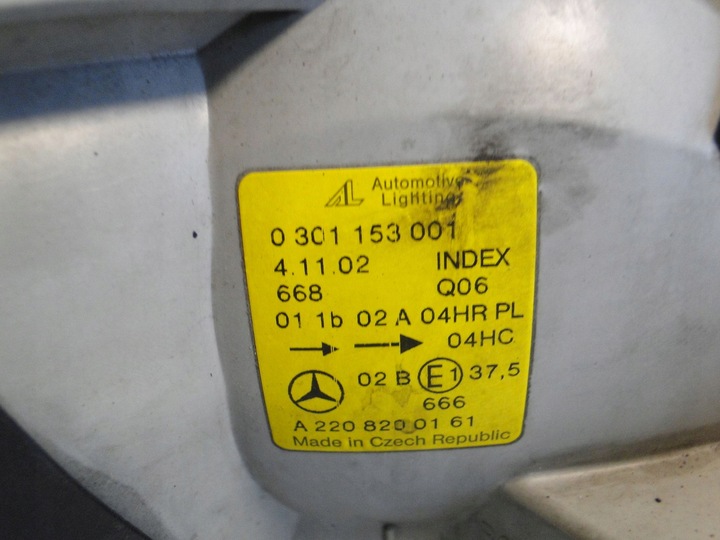 AL Automotive
Lighting
0 301 153 001
4.11.02 INDEX
668 Q06
01 1b 02 A 04HR PL
04HC
02 B E1 37,5
666
A 220 820 01 61
Made in Czech Republic